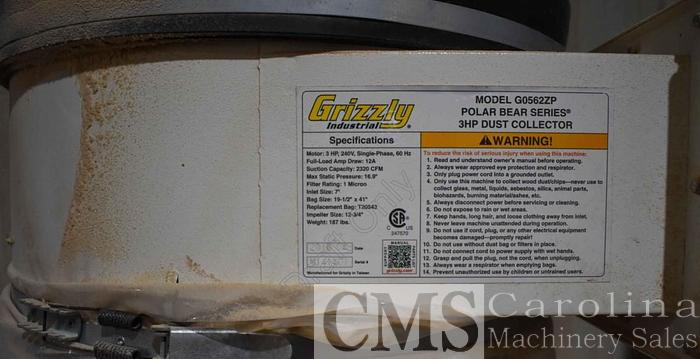 Grizzly
Industrial®
MODEL G0562ZP
POLAR BEAR SERIES®
3HP DUST COLLECTOR
Specifications
Motor: 3 HP, 240V, Single-Phase, 60 Hz
Full-Load Amp Draw: 12A
Suction Capacity: 2320 CFM
Max Static Pressure: 16.9"
Filter Rating: 1 Micron
Inlet Size: 7"
Bag Size: 19-1/2" x 41"
Replacement Bag: T20543
Impeller Size: 12-3/4"
Weight: 187 lbs.
Date
Serial #
Manufactured for Grizzly in Taiwan
C US
247670
MANUAL
grizzly.com
WARNING!
To reduce the risk of serious injury when using this machine:
1. Read and understand owner's manual before operating.
2. Always wear approved eye protection and respirator.
3. Only plug power cord into a grounded outlet.
4. Only use this machine to collect wood dust/chips—never use to
collect glass, metal, liquids, asbestos, silica, animal parts,
biohazards, burning material/ashes, etc.
5. Always disconnect power before servicing or cleaning.
6. Do not expose to rain or wet areas.
7. Keep hands, long hair, and loose clothing away from inlet.
8. Never leave machine unattended during operation.
9. Do not use if cord, plug, or any other electrical equipment
becomes damaged—promptly repair!
10. Do not use without dust bag or filters in place.
11. Do not connect cord to power supply with wet hands.
12. Grasp and pull the plug, not the cord, when unplugging.
13. Always wear a respirator when emptying bags.
14. Prevent unauthorized use by children or untrained users.
CMS Carolina
Machinery Sales